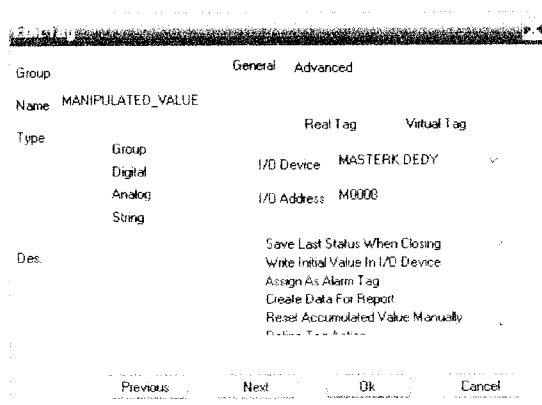 General Advanced
Group
Name MANIPULATED_VALUE
Real Tag Virtual Tag
Type
Group
I/O Device MASTERK.DEDY
Digital
Analog
I/O Address M0008
String
Save Last Status When Closing
Des. Write Initial Value In I/O Device
Assign As Alarm Tag
Create Data For Report
Reset Accumulated Value Manually
Previous Next Ok Cancel